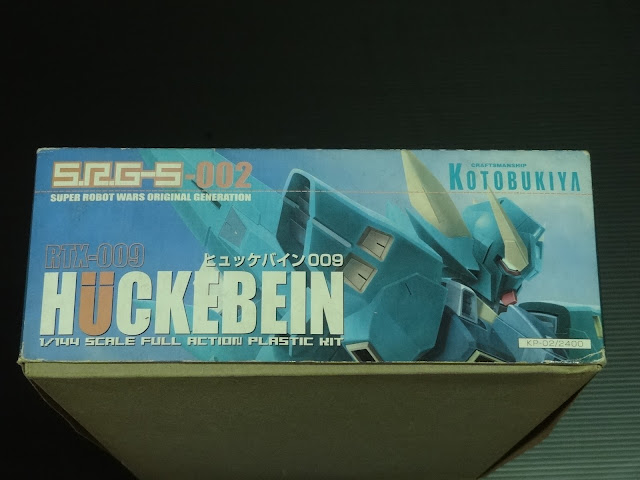 S.R.G-S-002
SUPER ROBOT WARS ORIGINAL GENERATION
CRAFTSMANSHIP
KOTOBUKIYA
RTX-009
ヒュッケバイン009
HÜCKEBEIN
1/144 SCALE FULL ACTION PLASTIC KIT
KP-02/2400